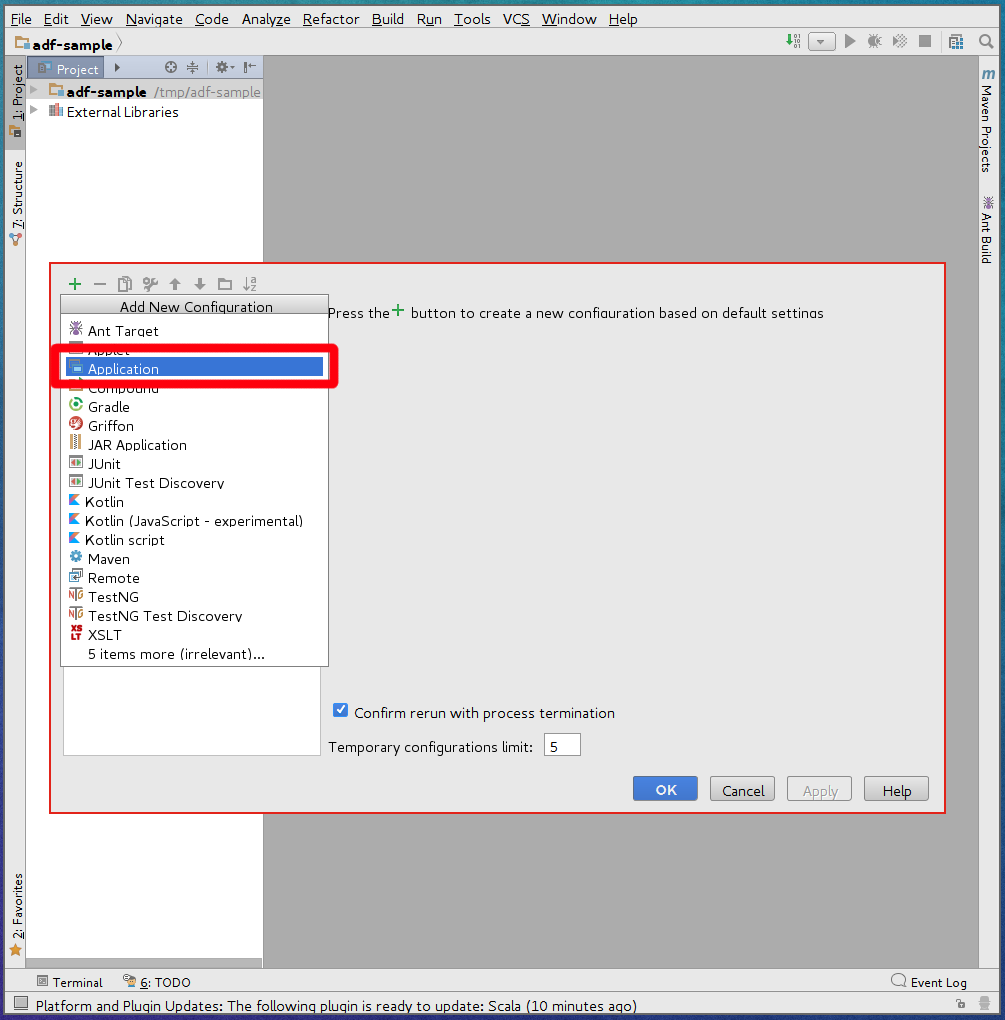 File Edit View Navigate Code Analyze Refactor Build Run Tools VCS Window Help
adf-sample
Project
adf-sample /tmp/adf-sample
External Libraries
1: Project
7: Structure
2: Favorites
m Maven Projects
Ant Build
Add New Configuration
Ant Target
Applet
Application
Compound
Gradle
Griffon
JAR Application
JUnit
JUnit Test Discovery
Kotlin
Kotlin (JavaScript - experimental)
Kotlin script
Maven
Remote
TestNG
TestNG Test Discovery
XSLT
5 items more (irrelevant)...
Press the + button to create a new configuration based on default settings
Confirm rerun with process termination
Temporary configurations limit: 5
OK Cancel Apply Help
Terminal 6: TODO Event Log
Platform and Plugin Updates: The following plugin is ready to update: Scala (10 minutes ago)